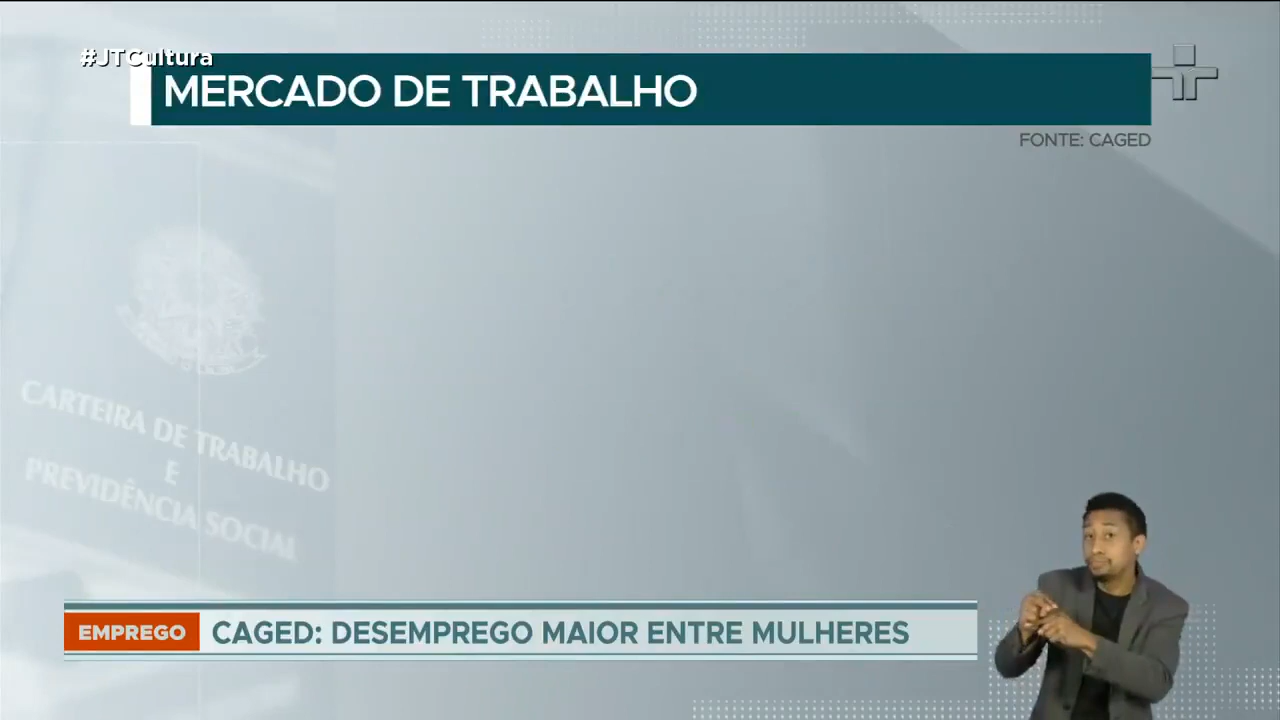 #JTCultura
MERCADO DE TRABALHO
FONTE: CAGED
CARTEIRA DE TRABALHO
E
PREVIDÊNCIA SOCIAL
EMPREGO
CAGED: DESEMPREGO MAIOR ENTRE MULHERES